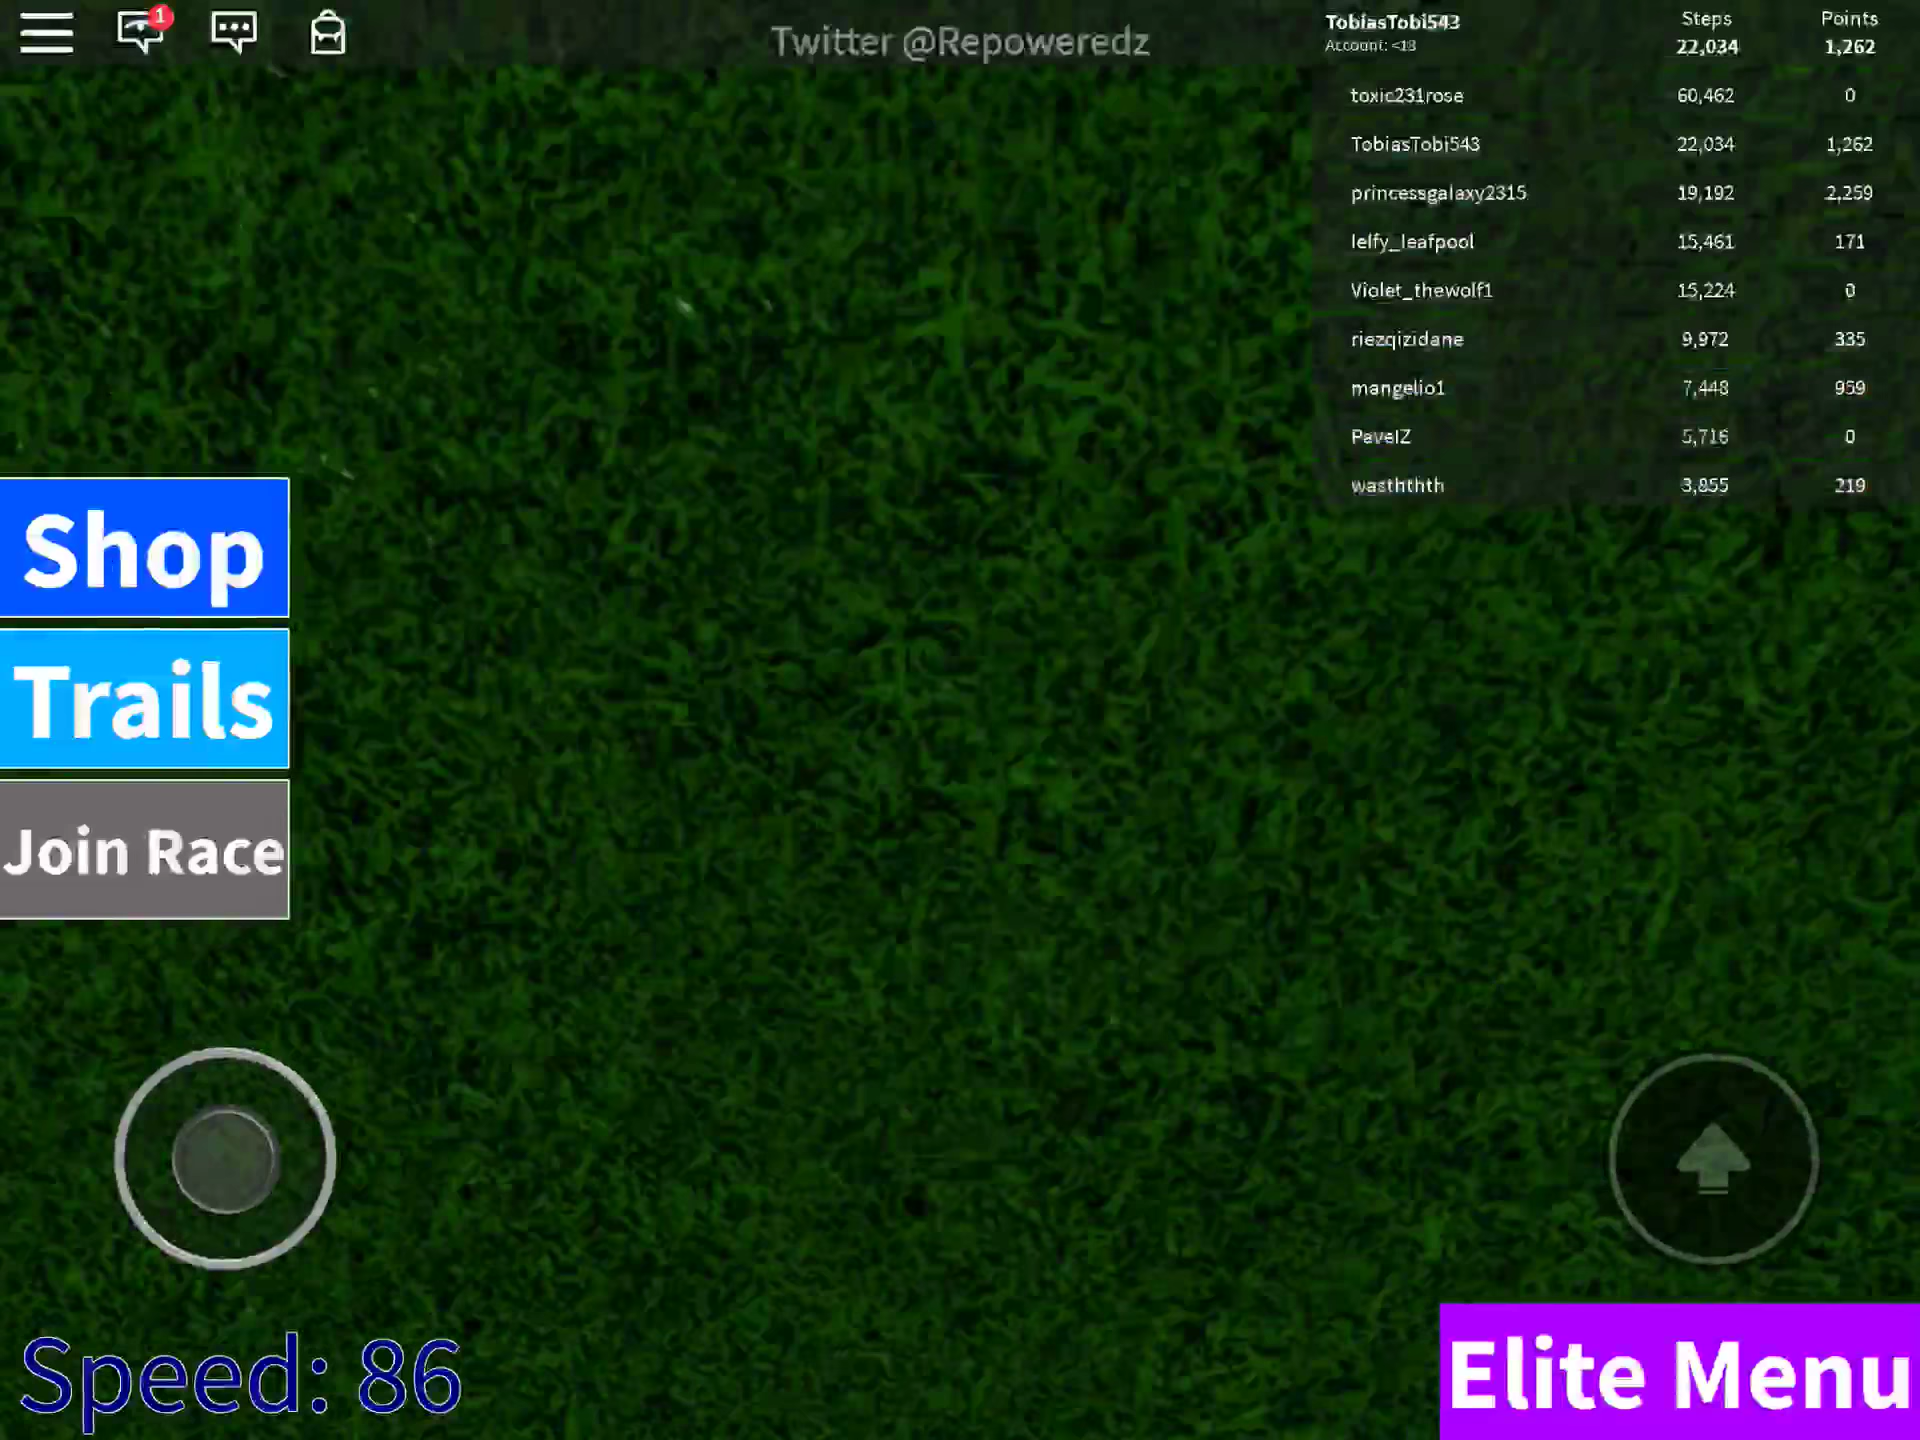 1
Twitter @Repoweredz
TobiasTobi543 Steps Points
Account: <13 22,034 1,262
toxic231rose 60,462 0
TobiasTobi543 22,034 1,262
princessgalaxy2315 19,192 2,259
lelfy_leafpool 15,461 171
Violet_thewolf1 15,224 0
riezqizidane 9,972 335
mangelio1 7,448 959
PavelZ 5,716 0
wasthththth 3,855 219
Shop
Trails
Join Race
Speed: 86
Elite Menu